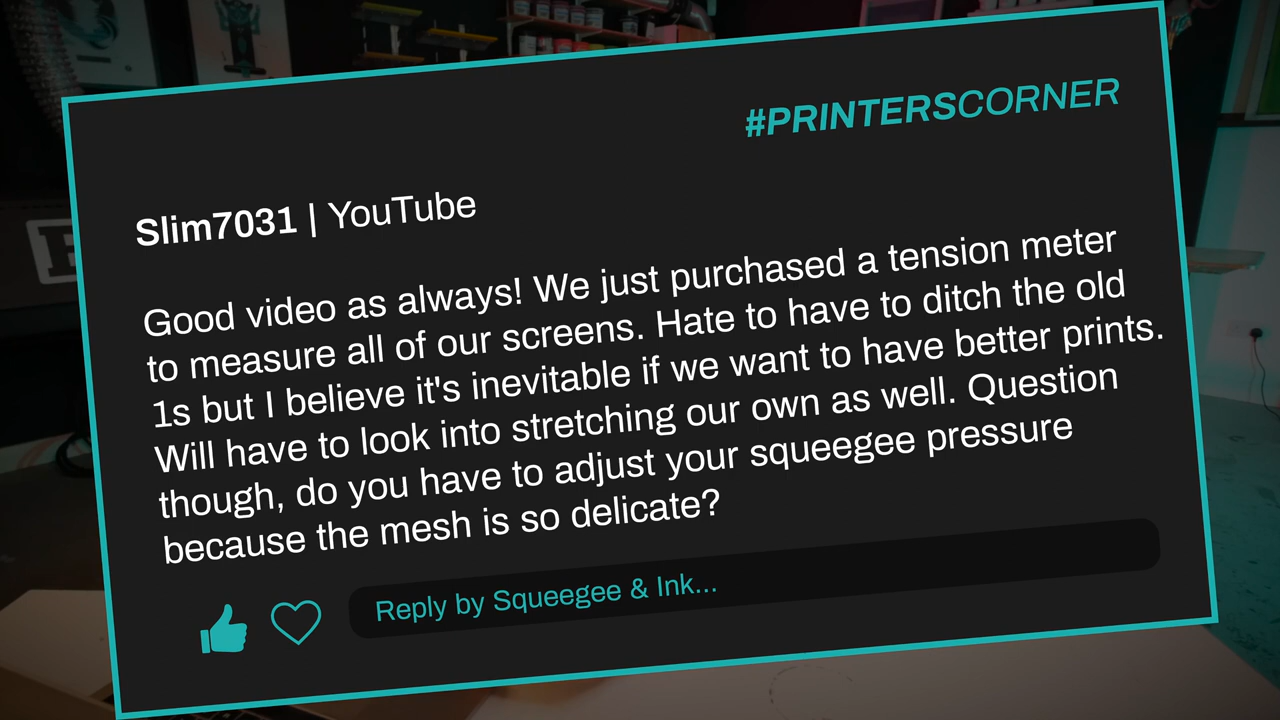 #PRINTERSCORNER
Slim7031 | YouTube
Good video as always! We just purchased a tension meter
to measure all of our screens. Hate to have to ditch the old
1s but I believe it's inevitable if we want to have better prints.
Will have to look into stretching our own as well. Question
though, do you have to adjust your squeegee pressure
because the mesh is so delicate?
Reply by Squeegee & Ink...